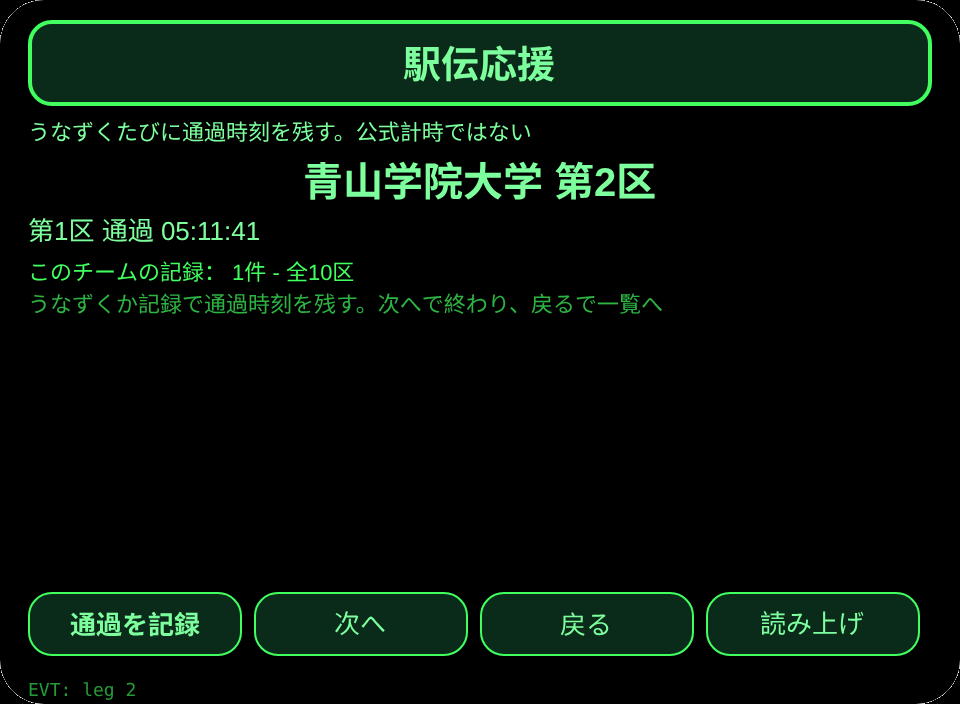 駅伝応援
うなずくたびに通過時刻を残す。公式計時ではない
青山学院大学 第2区
第1区 通過 05:11:41
このチームの記録: 1件 - 全10区
うなずくか記録で通過時刻を残す。次へで終わり、戻るで一覧へ
通過を記録
次へ
戻る
読み上げ
EVT: leg 2